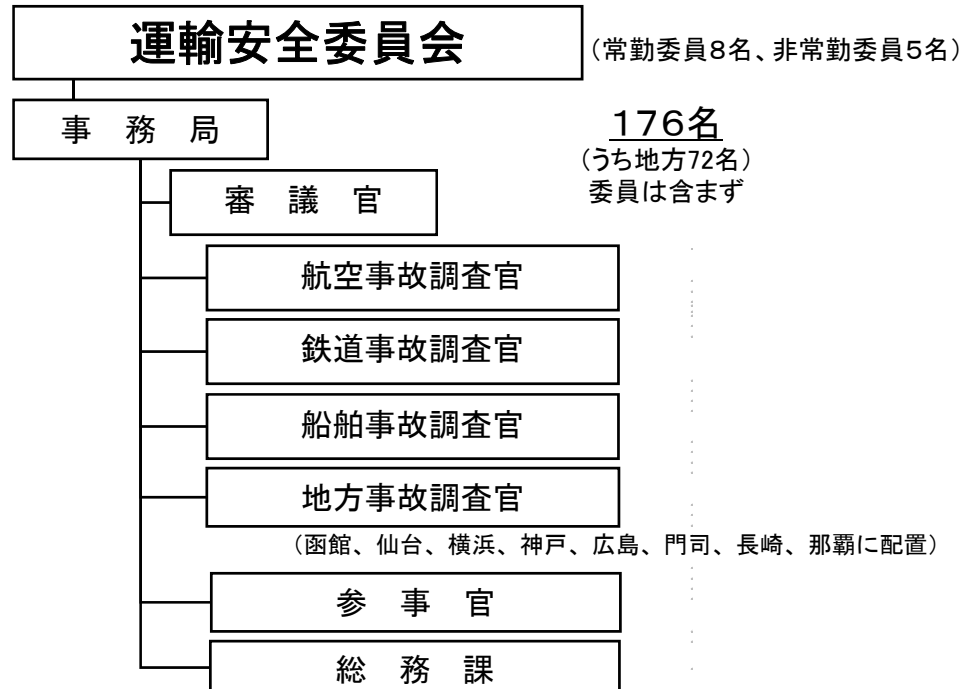 運輸安全委員会
（常勤委員８名、非常勤委員５名）
事　務　局
１７６名
（うち地方72名）
委員は含まず
審　議　官
航空事故調査官
鉄道事故調査官
船舶事故調査官
地方事故調査官
（函館、仙台、横浜、神戸、広島、門司、長崎、那覇に配置）
参　事　官
総　務　課